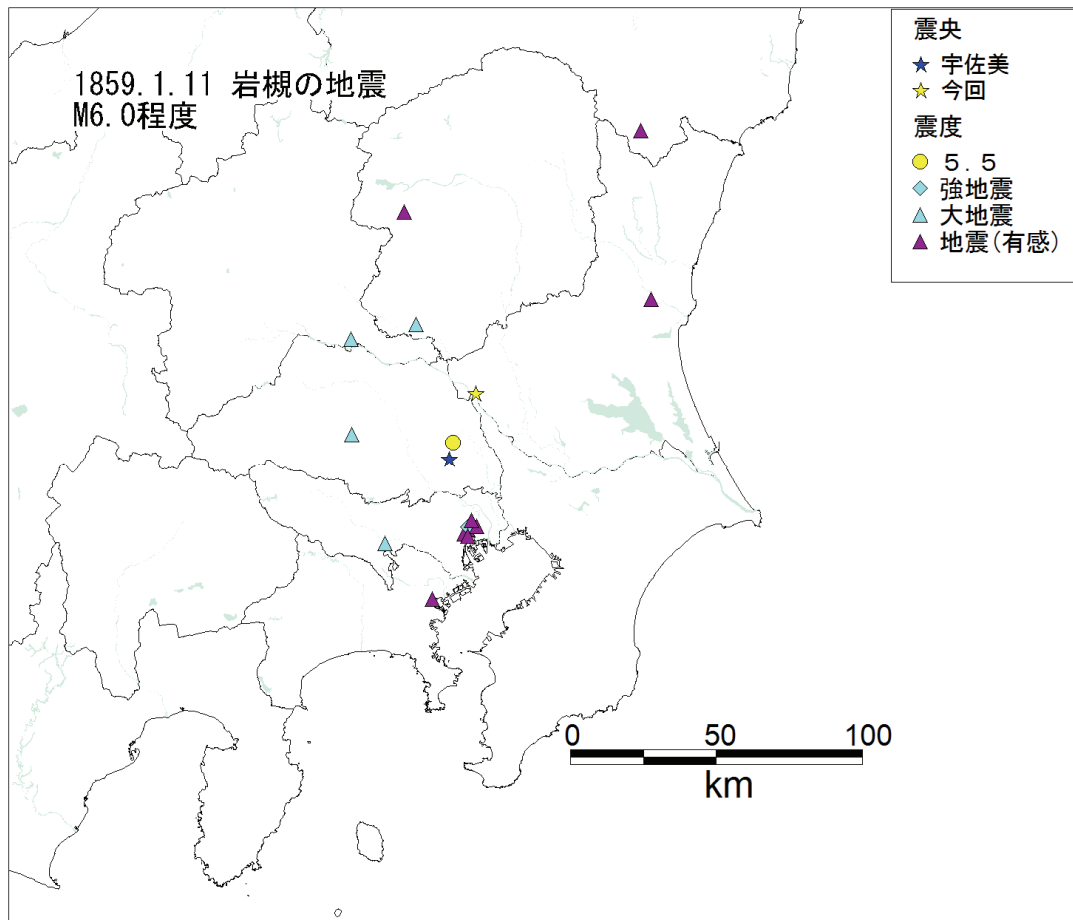 1859.1.11 岩槻の地震
M6.0程度
震央
宇佐美
今回
震度
５.５
強地震
大地震
地震(有感)
0 50 100
km